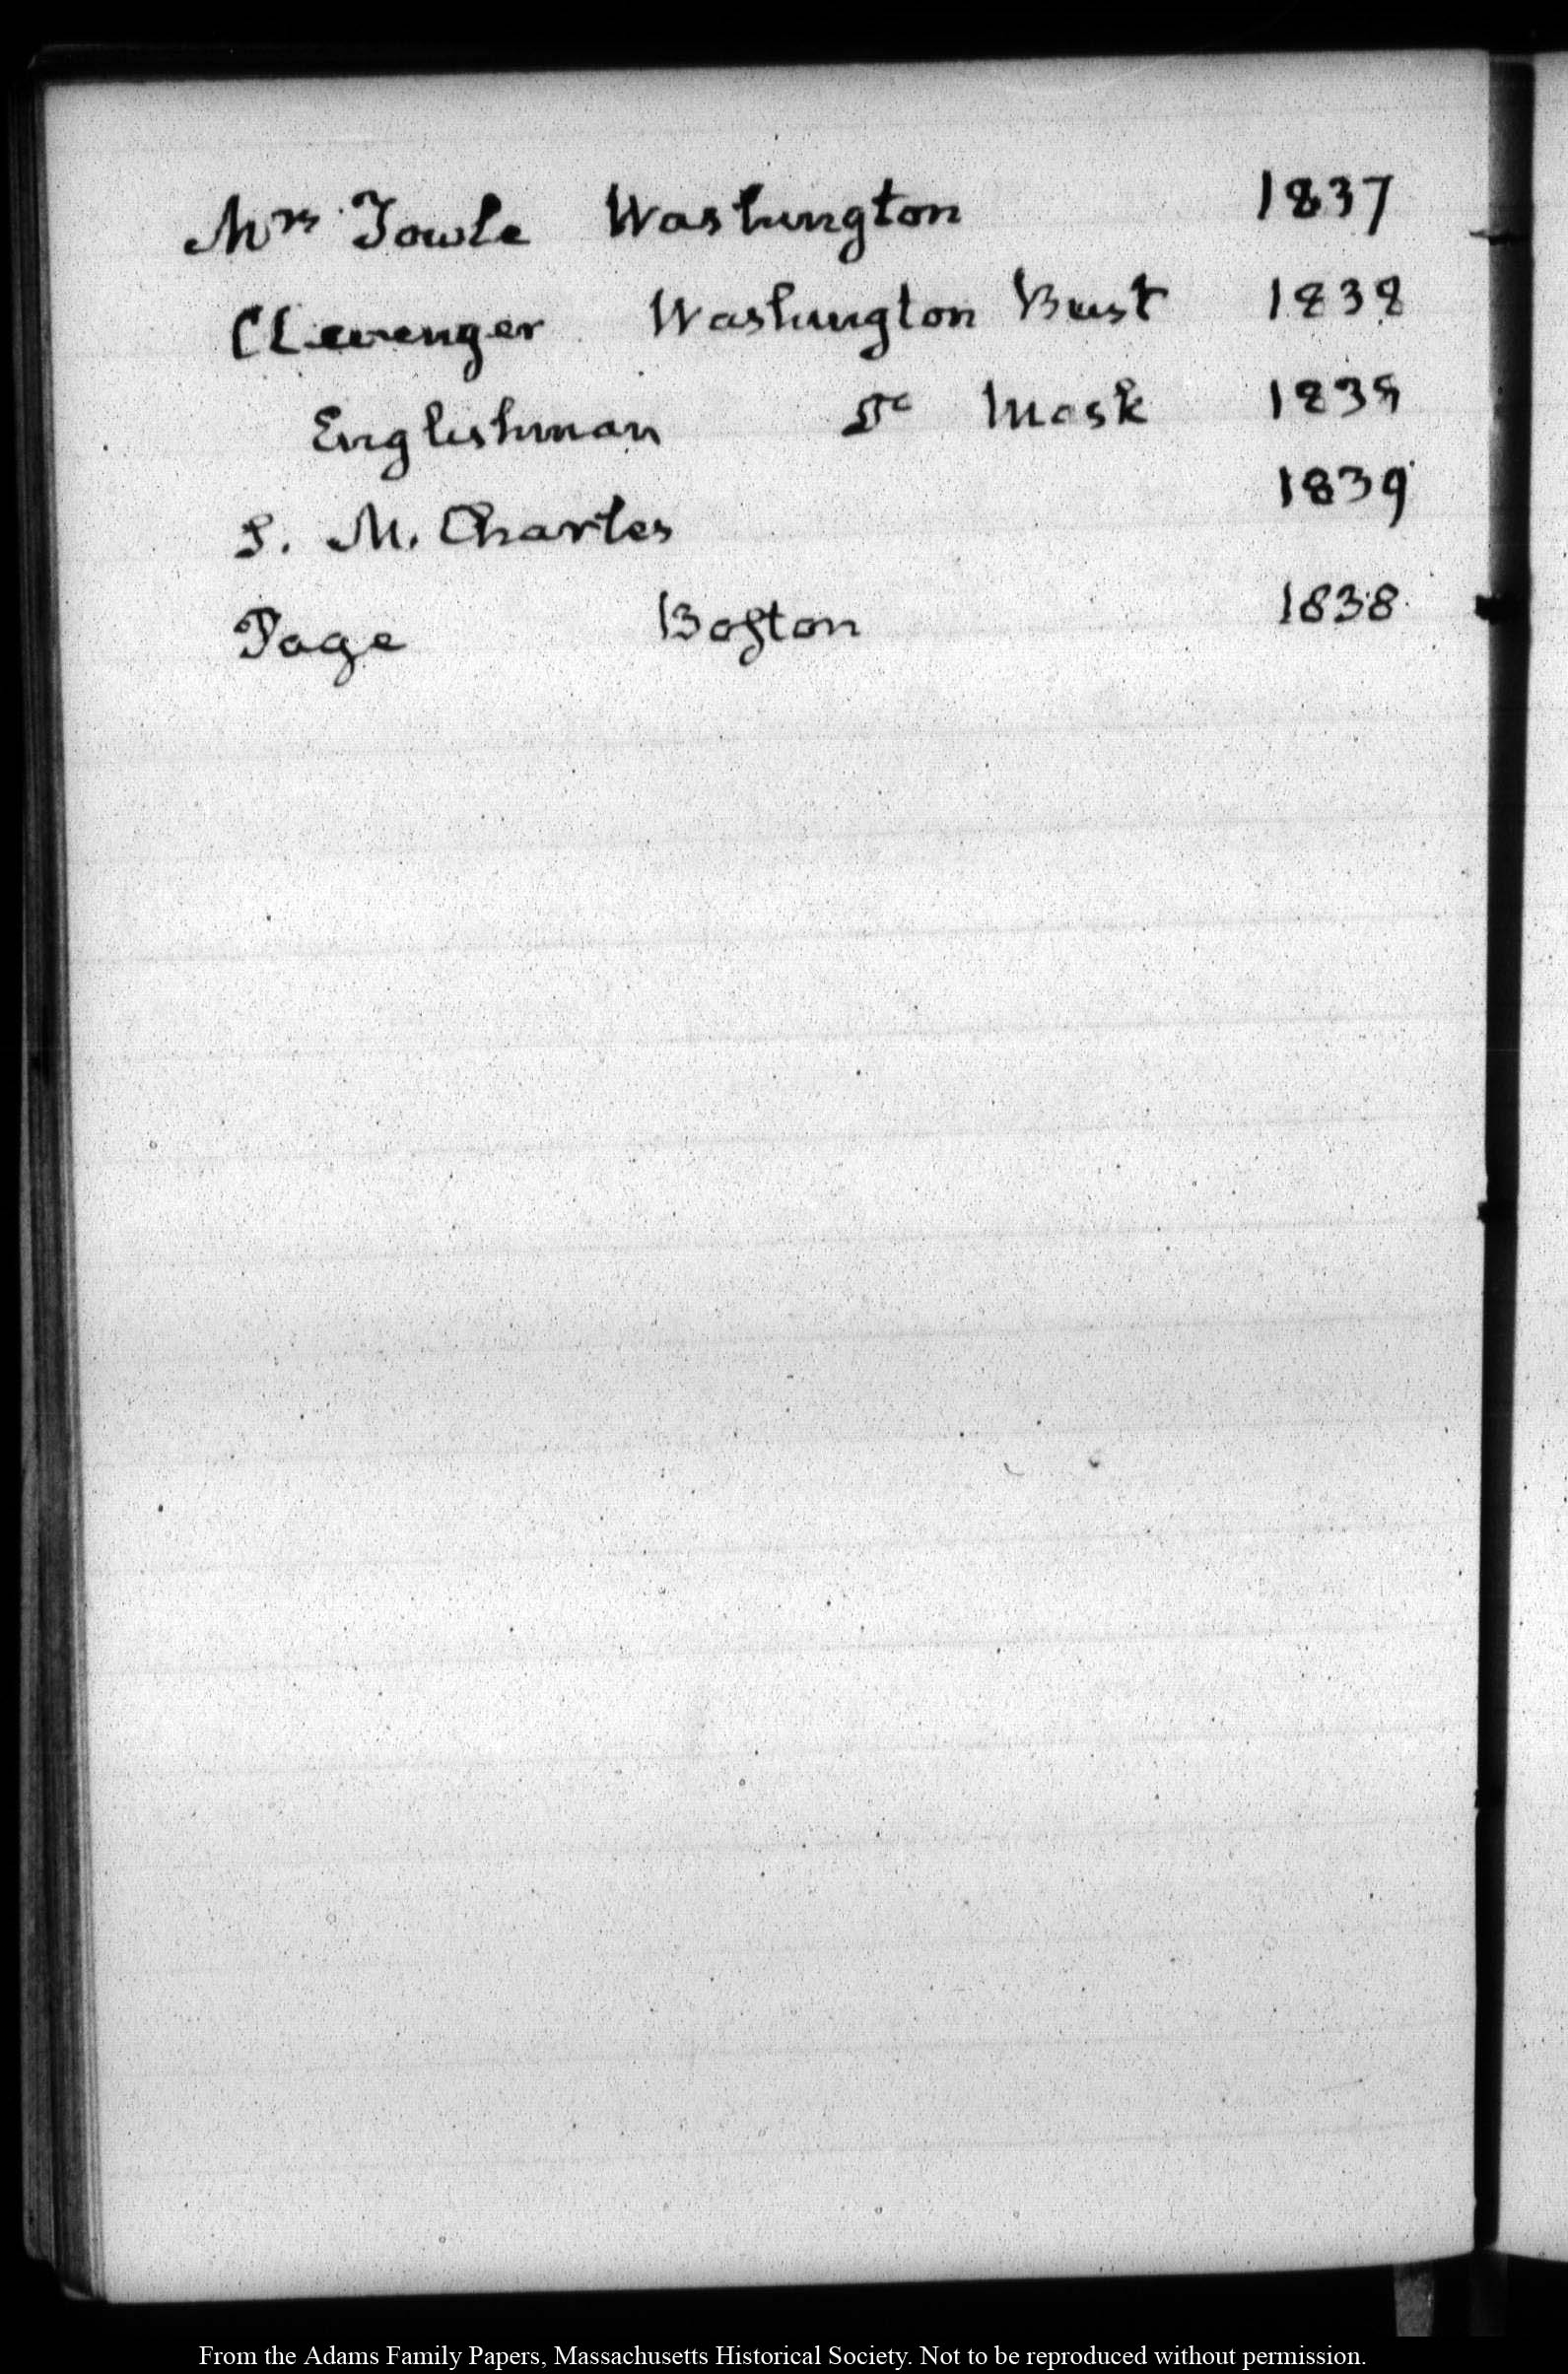 Mrs Towle Washington 1837
Clevenger Washington Bust 1838
Englishman Do Mask 1839
S. M. Charles 1839
Page Boston 1838
From the Adams Family Papers, Massachusetts Historical Society. Not to be reproduced without permission.